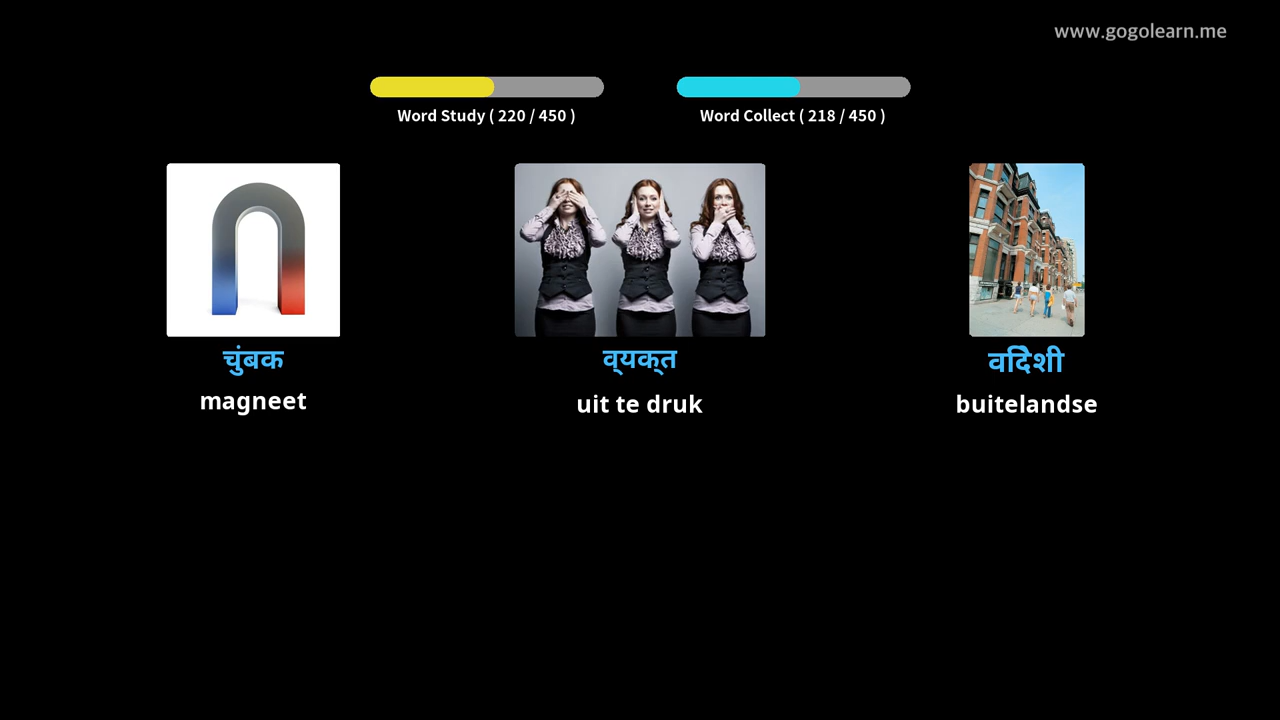 www.gogolearn.me
Word Study ( 220 / 450 )
Word Collect ( 218 / 450 )
चुंबक
व्यक्त
विदेशी
magneet
uit te druk
buitelandse